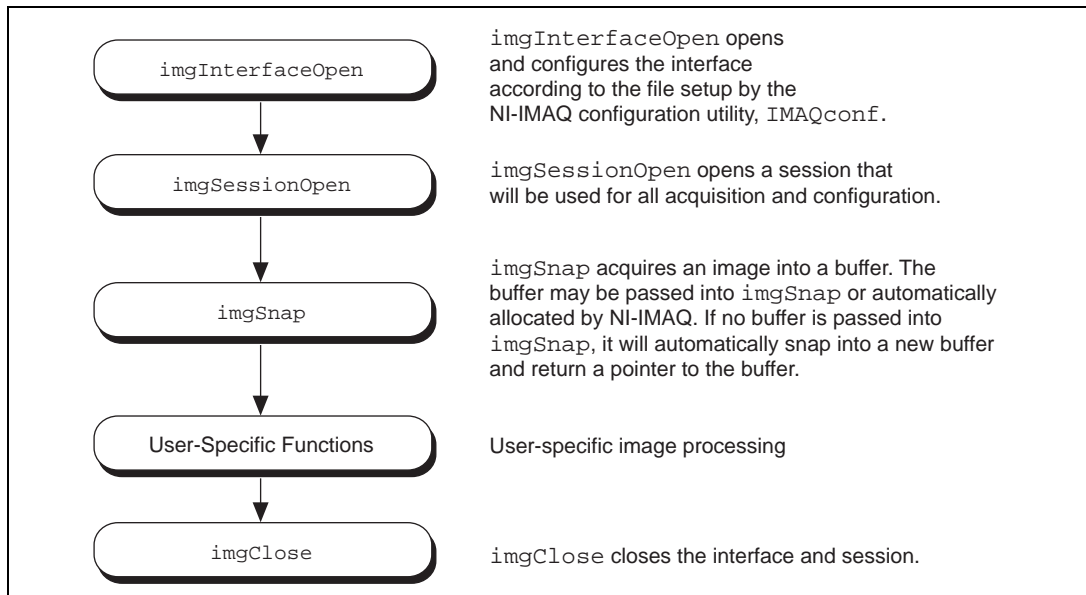 imgInterfaceOpen
imgInterfaceOpen opens
and configures the interface
according to the file setup by the
NI-IMAQ configuration utility, IMAQconf.
imgSessionOpen
imgSessionOpen opens a session that
will be used for all acquisition and configuration.
imgSnap
imgSnap acquires an image into a buffer. The
buffer may be passed into imgSnap or automatically
allocated by NI-IMAQ. If no buffer is passed into
imgSnap, it will automatically snap into a new buffer
and return a pointer to the buffer.
User-Specific Functions
User-specific image processing
imgClose
imgClose closes the interface and session.